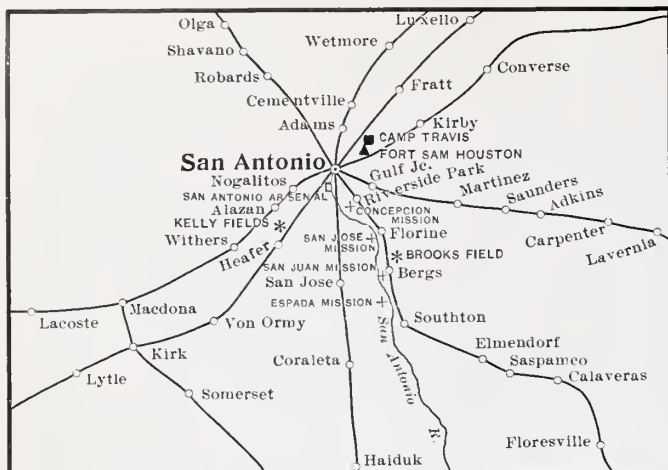 Olga
Luxello
Wetmore
Shavano
Converse
Robards
Fratt
Cementville
Adams
Kirby
CAMP TRAVIS
San Antonio
FORT SAM HOUSTON
Gulf Jc.
Nogalitos
Riverside Park
Martinez
SAN ANTONIO ARSENAL
Saunders
Alazan
CONCEPCION
MISSION
Adkins
KELLY FIELDS
Florine
Carpenter
Withers
Heafer
SAN JOSE
MISSION
BROOKS FIELD
Lavernia
SAN JUAN MISSION
Bergs
San Jose
ESPADA MISSION
Macdona
Lacoste
Von Ormy
San Antonio R.
Southton
Kirk
Elmendorf
Coraleta
Saspamco
Lytle
Somerset
Calaveras
Floresville
Haiduk